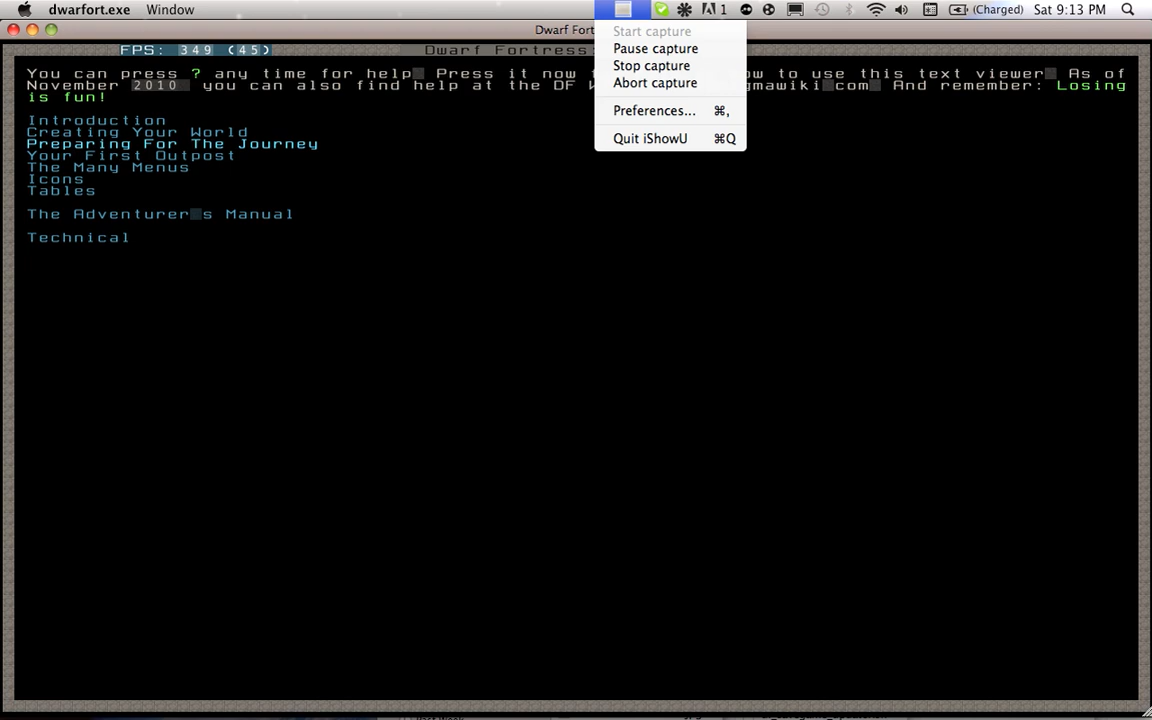 dwarfort.exe Window 1 (Charged) Sat 9:13 PM
Dwarf Fort
FPS: 349 (45) Dwarf Fortress
Start capture
Pause capture
Stop capture
Abort capture
Preferences... ⌘,
Quit iShowU ⌘Q
You can press ? any time for help Press it now to use this text viewer As of
November 2010 you can also find help at the DF com And remember: Losing
is fun!
Introduction
Creating Your World
Preparing For The Journey
Your First Outpost
The Many Menus
Icons
Tables
The Adventurer s Manual
Technical